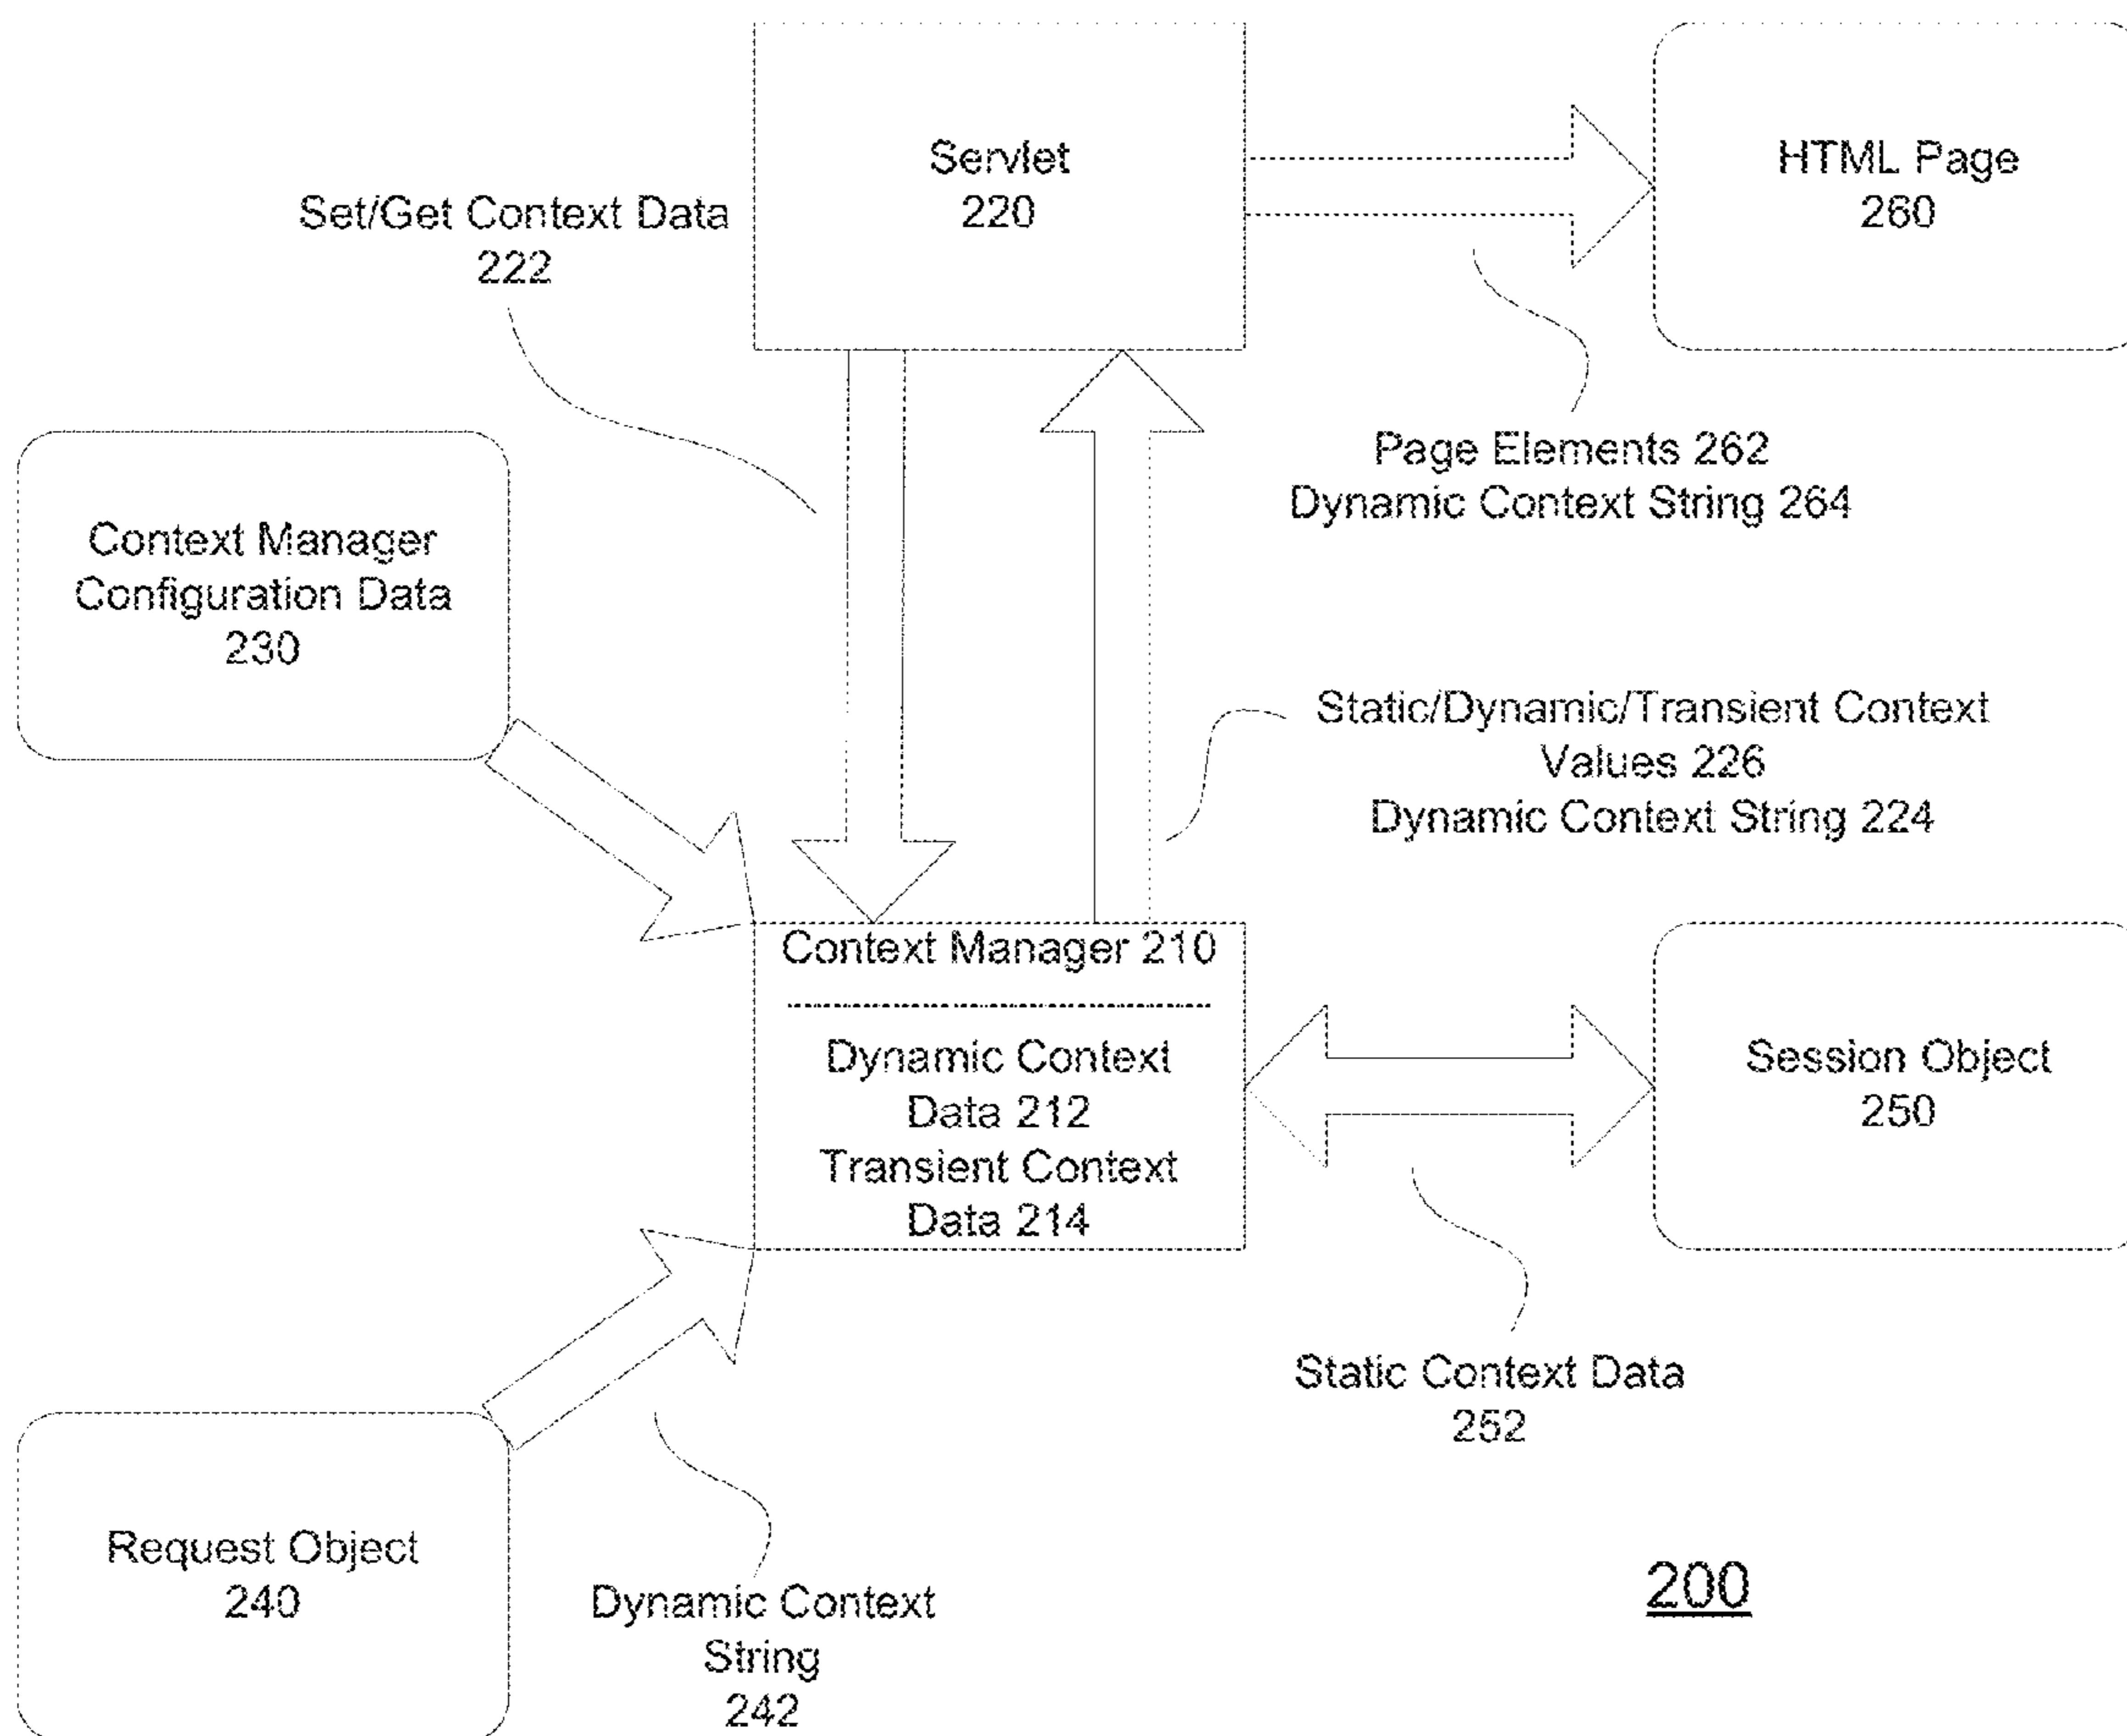 Servlet
220
HTML Page
260
Set/Get Context Data
222
Page Elements 262
Dynamic Context String 264
Context Manager
Configuration Data
230
Static/Dynamic/Transient Context
Values 226
Dynamic Context String 224
Context Manager 210
Dynamic Context
Data 212
Transient Context
Data 214
Session Object
250
Static Context Data
252
Request Object
240
Dynamic Context
String
242
200